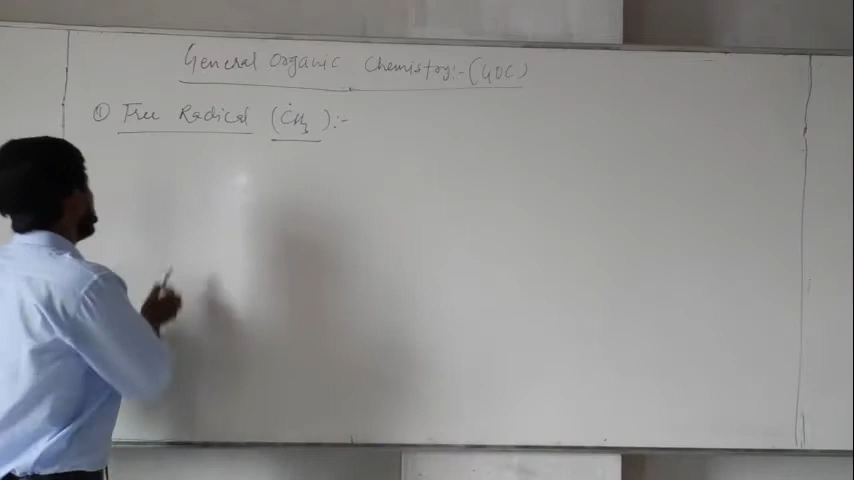 General Organic Chemistry:-(GOC)
① Free Radical (ĊH₃):-